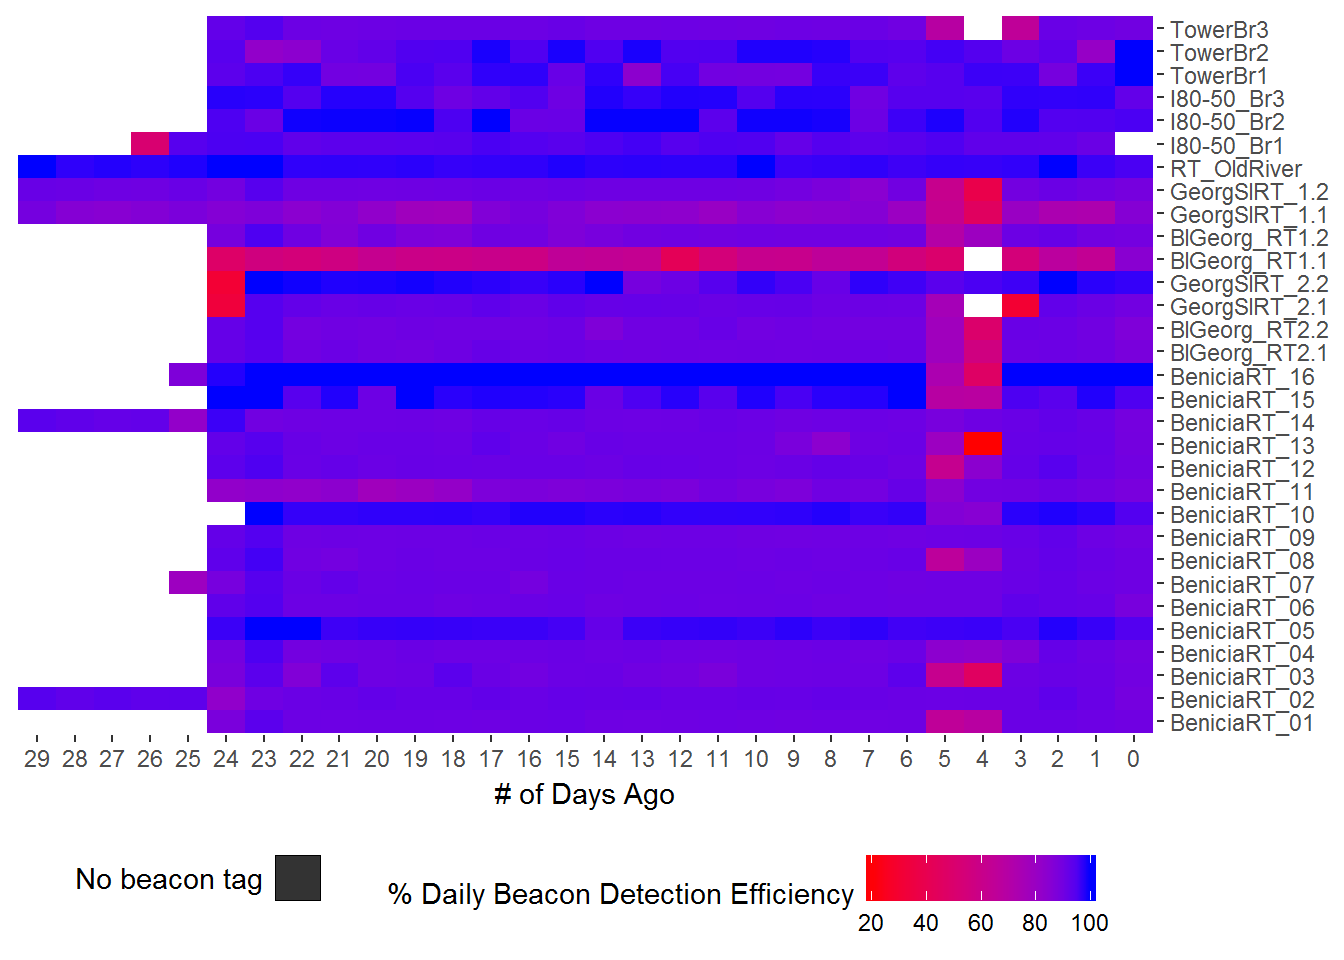 TowerBr3
TowerBr2
TowerBr1
I80-50_Br3
I80-50_Br2
I80-50_Br1
RT_OldRiver
GeorgSlRT_1.2
GeorgSlRT_1.1
BlGeorg_RT1.2
BlGeorg_RT1.1
GeorgSlRT_2.2
GeorgSlRT_2.1
BlGeorg_RT2.2
BlGeorg_RT2.1
BeniciaRT_16
BeniciaRT_15
BeniciaRT_14
BeniciaRT_13
BeniciaRT_12
BeniciaRT_11
BeniciaRT_10
BeniciaRT_09
BeniciaRT_08
BeniciaRT_07
BeniciaRT_06
BeniciaRT_05
BeniciaRT_04
BeniciaRT_03
BeniciaRT_02
BeniciaRT_01
29 28 27 26 25 24 23 22 21 20 19 18 17 16 15 14 13 12 11 10 9 8 7 6 5 4 3 2 1 0
# of Days Ago
No beacon tag
% Daily Beacon Detection Efficiency
20 40 60 80 100